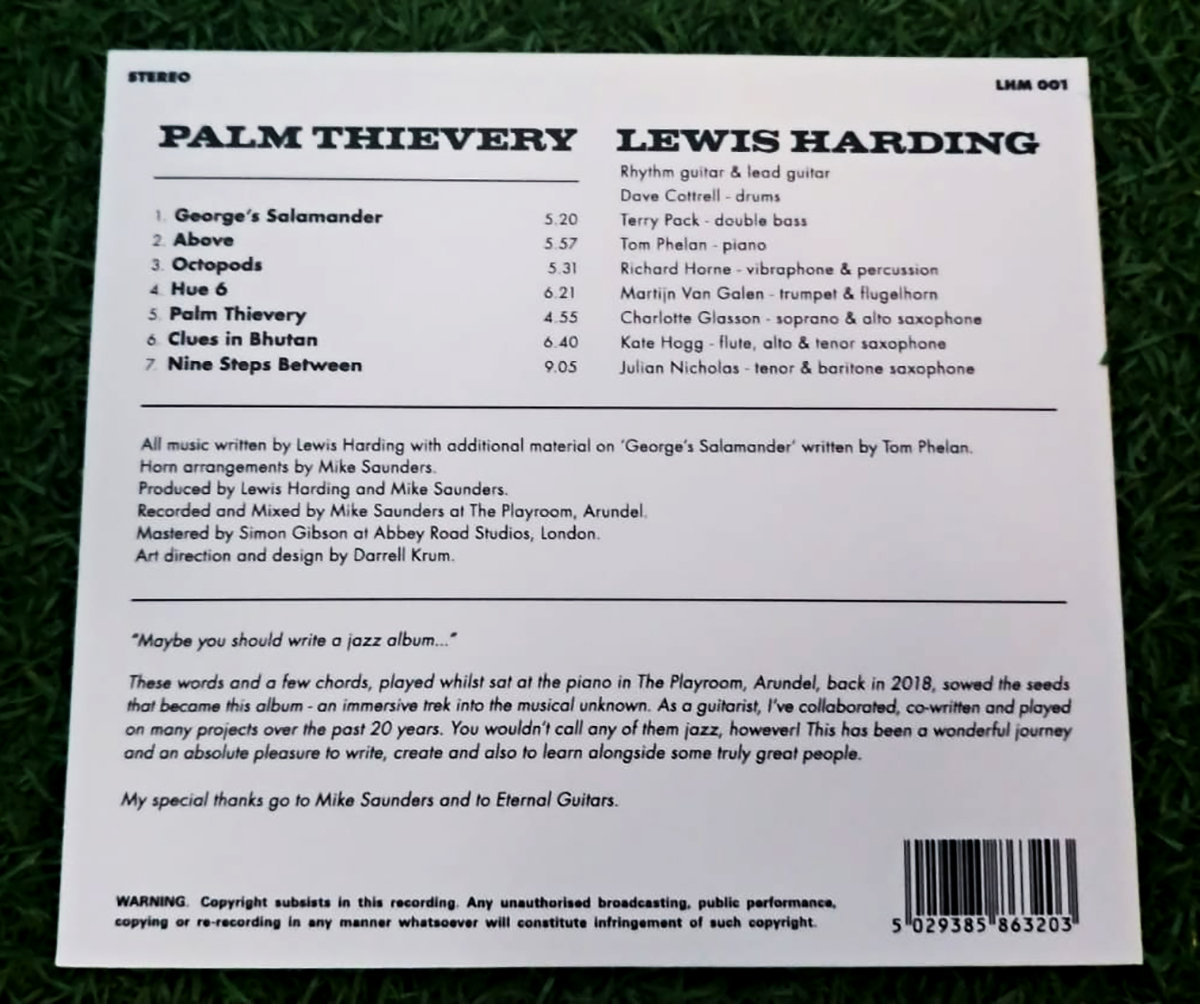 STEREO
LHM 001
PALM THIEVERY
1. George's Salamander 5.20
2. Above 5.57
3. Octopods 5.31
4. Hue 6 6.21
5. Palm Thievery 4.55
6. Clues in Bhutan 6.40
7. Nine Steps Between 9.05
LEWIS HARDING
Rhythm guitar & lead guitar
Dave Cottrell - drums
Terry Pack - double bass
Tom Phelan - piano
Richard Horne - vibraphone & percussion
Martijn Van Galen - trumpet & flugelhorn
Charlotte Glasson - soprano & alto saxophone
Kate Hogg - flute, alto & tenor saxophone
Julian Nicholas - tenor & baritone saxophone
All music written by Lewis Harding with additional material on 'George's Salamander' written by Tom Phelan.
Horn arrangements by Mike Saunders.
Produced by Lewis Harding and Mike Saunders.
Recorded and Mixed by Mike Saunders at The Playroom, Arundel.
Mastered by Simon Gibson at Abbey Road Studios, London.
Art direction and design by Darrell Krum.
"Maybe you should write a jazz album..."
These words and a few chords, played whilst sat at the piano in The Playroom, Arundel, back in 2018, sowed the seeds
that became this album - an immersive trek into the musical unknown. As a guitarist, I've collaborated, co-written and played
on many projects over the past 20 years. You wouldn't call any of them jazz, however! This has been a wonderful journey
and an absolute pleasure to write, create and also to learn alongside some truly great people.
My special thanks go to Mike Saunders and to Eternal Guitars.
WARNING. Copyright subsists in this recording. Any unauthorised broadcasting, public performance,
copying or re-recording in any manner whatsoever will constitute infringement of such copyright.
5 029385 863203